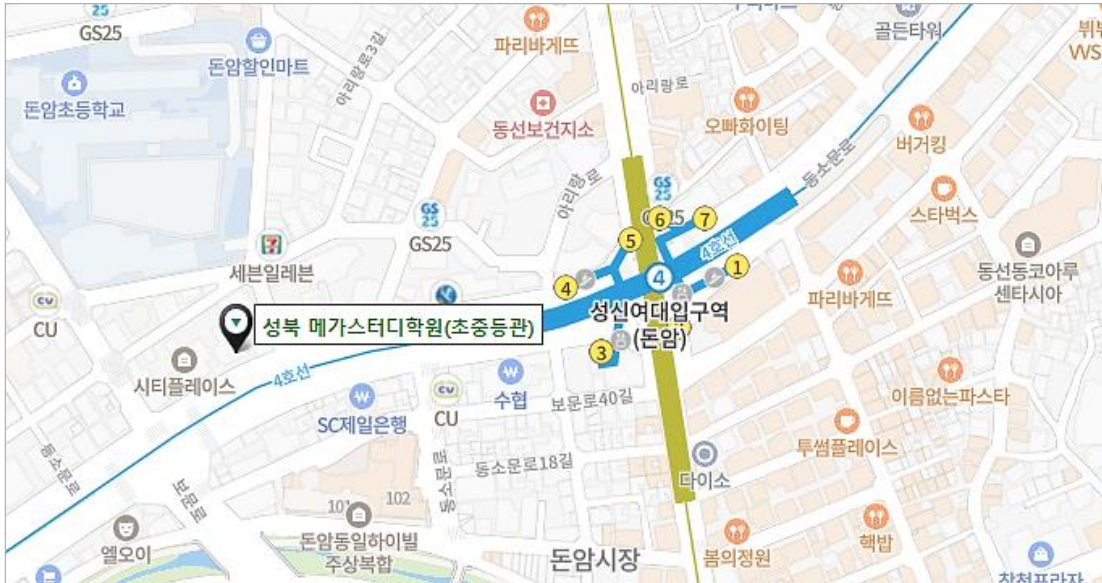 GS25
파리바게뜨
골든타워
돈암할인마트
아리랑로3길
아리랑로
돈암초등학교
동선보건지소
오빠화이팅
버거킹
동소문로
GS
25
6
7
스타벅스
아리랑로
GS
25
GS25
5
4호선
세븐일레븐
4
4
1
동선동코아루
센타시아
CU
CU
성북 메가스터디학원(초중등관)
성신여대입구역
(돈암)
파리바게뜨
3
시티플레이스
4호선
SC제일은행
CU
CU
수협
보문로40길
이름없는파스타
투썸플레이스
동소문로
보문로
동소문로18길
다이소
101
102
엘오이
돈암동일하이빌
주상복합
돈암시장
봄의정원
핵밥